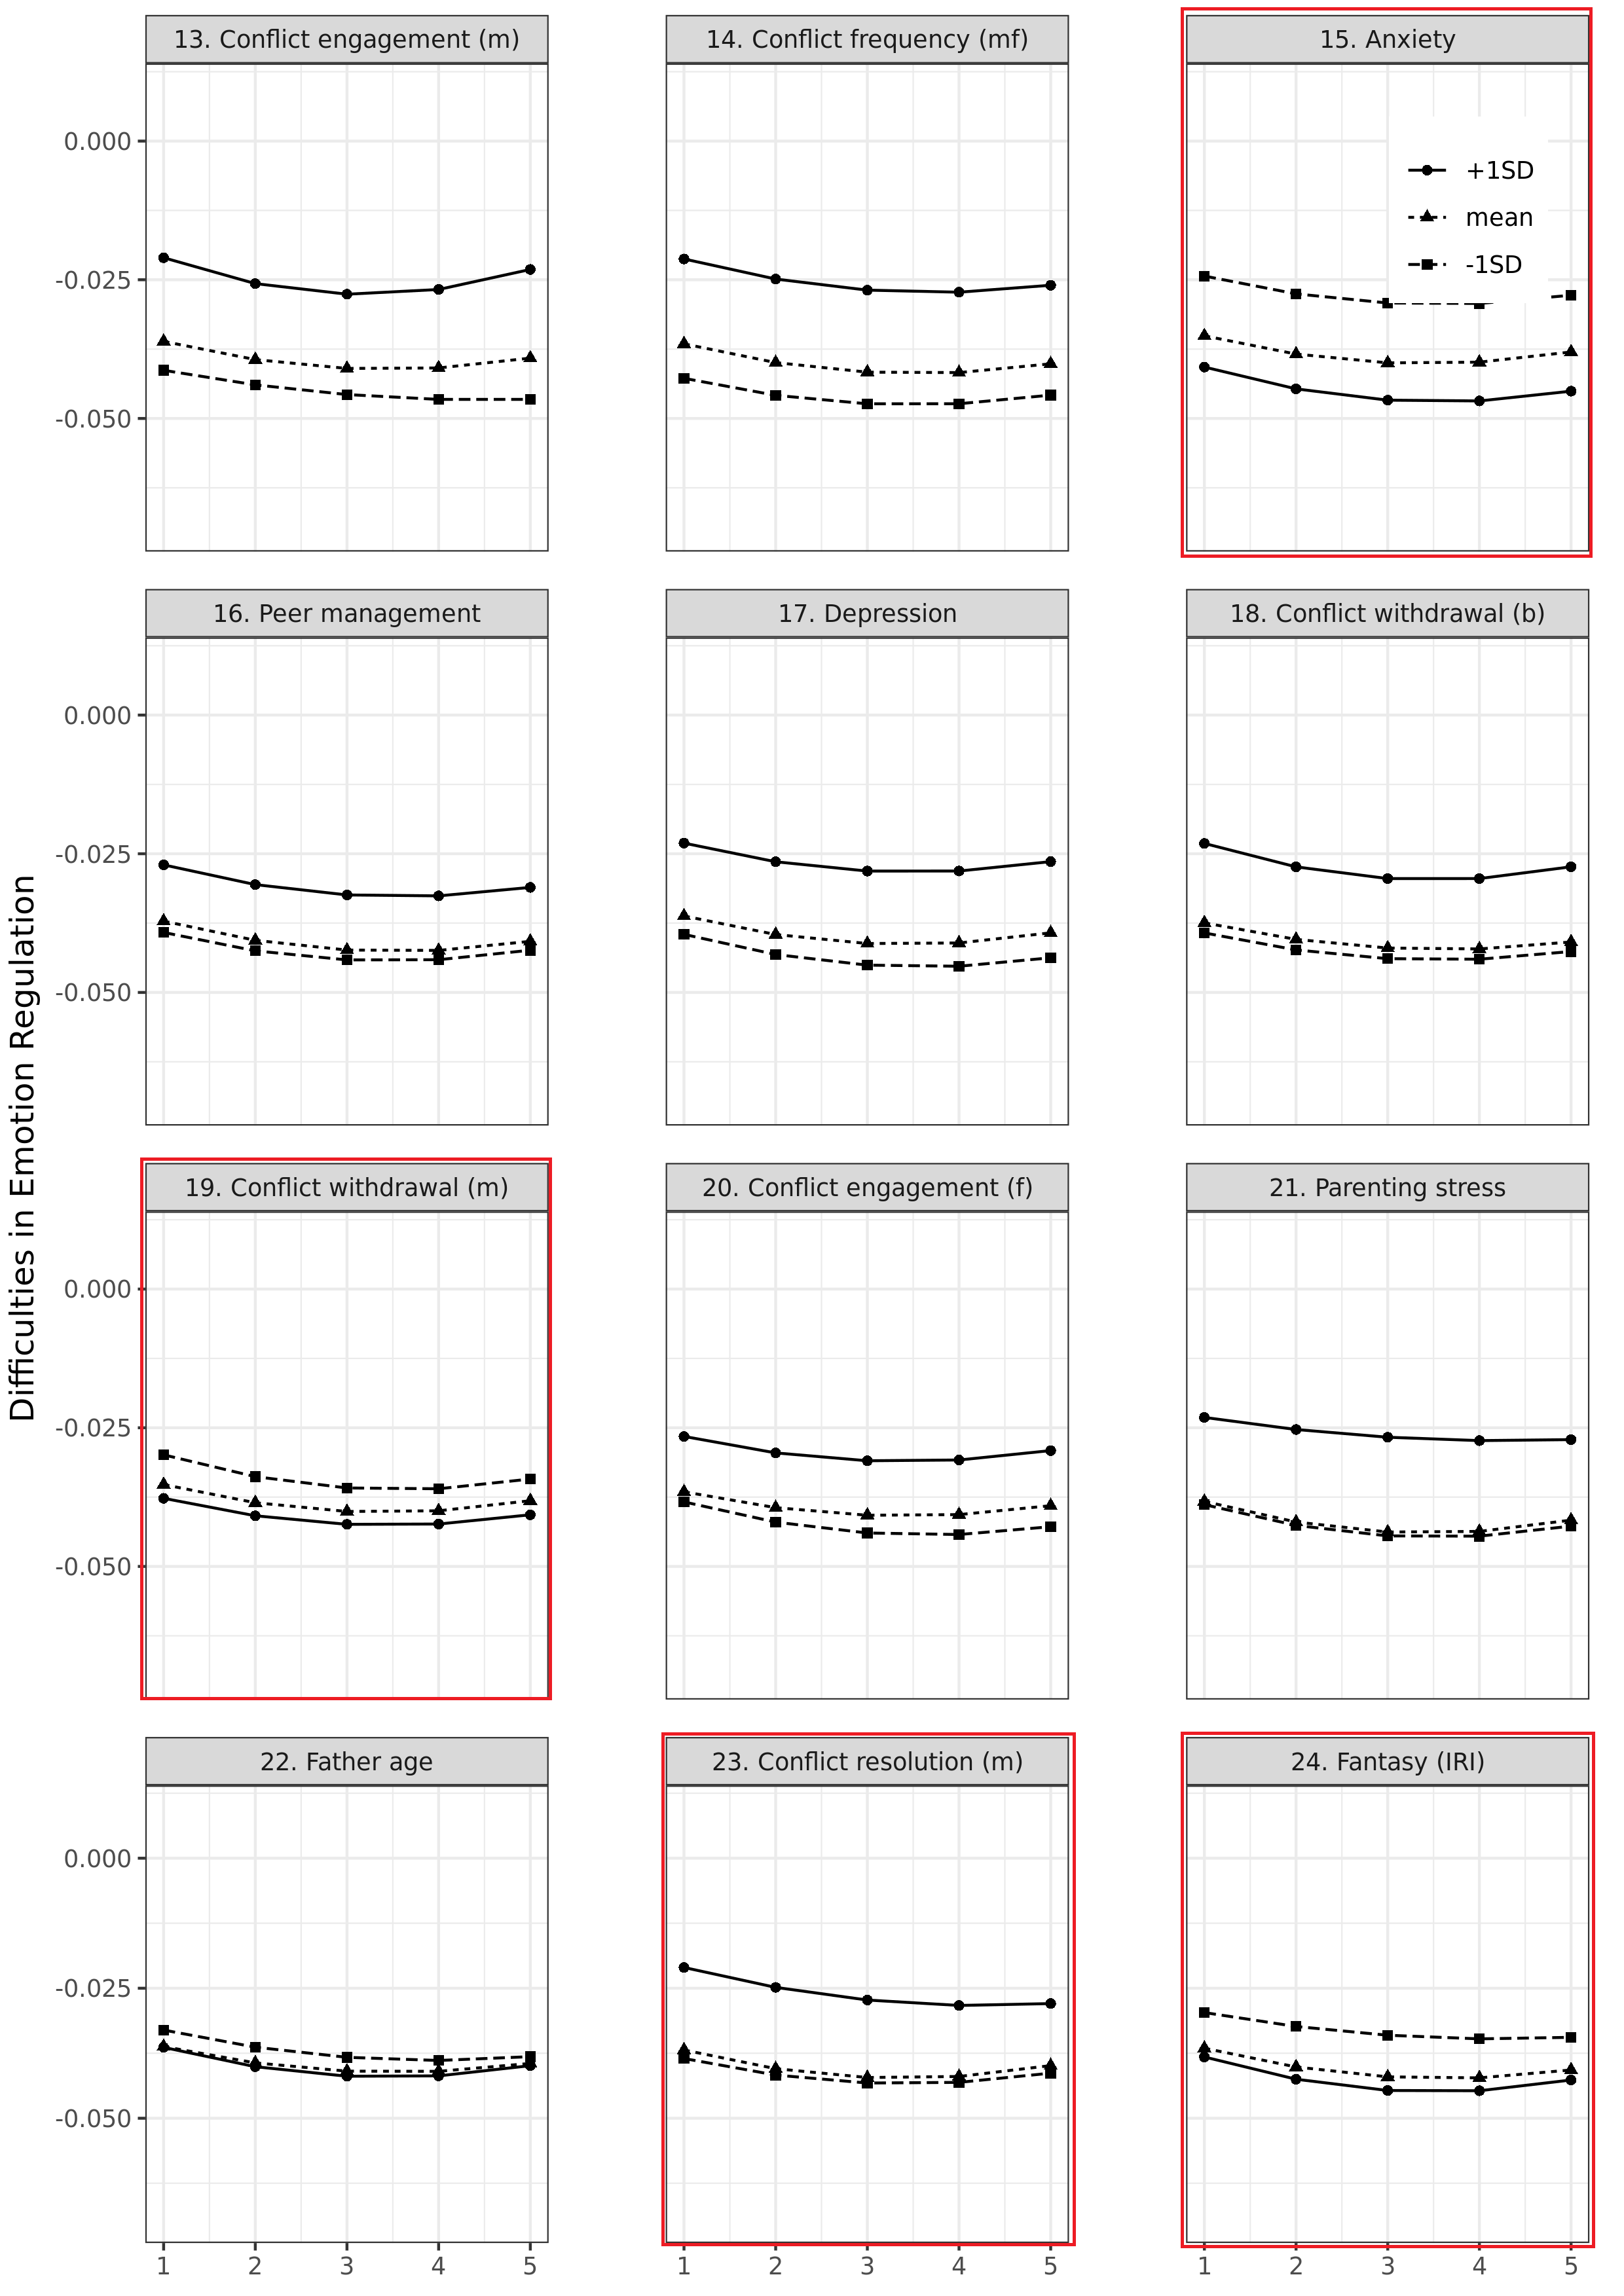 13. Conflict engagement (m)
14. Conflict frequency (mf)
15. Anxiety
0.000
-0.025
-0.050
+1SD
mean
-1SD
16. Peer management
17. Depression
18. Conflict withdrawal (b)
0.000
-0.025
-0.050
Difficulties in Emotion Regulation
19. Conflict withdrawal (m)
20. Conflict engagement (f)
21. Parenting stress
0.000
-0.025
-0.050
22. Father age
23. Conflict resolution (m)
24. Fantasy (IRI)
0.000
-0.025
-0.050
1 2 3 4 5
1 2 3 4 5
1 2 3 4 5